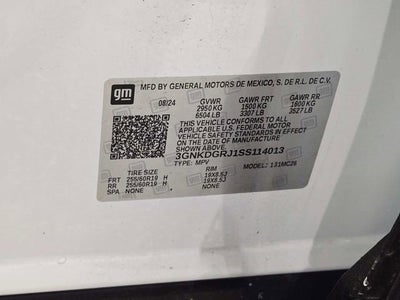 gm
MFD BY GENERAL MOTORS DE MEXICO, S. DE R.L. DE C.V.
08/24 GVWR GAWR FRT GAWR RR
2950 KG 1500 KG 1600 KG
6504 LB 3307 LB 3527 LB
THIS VEHICLE CONFORMS TO ALL
APPLICABLE U.S. FEDERAL MOTOR
VEHICLE SAFETY STANDARDS IN EFFECT ON
THE DATE OF MANUFACTURE SHOWN ABOVE.
3GNKDGRJ1SS114013
TYPE: MPV MODEL: 131MC26
TIRE SIZE RIM
FRT 255/60R19 H 19X8.5J
RR 255/60R19 H 19X8.5J
SPA NONE NONE